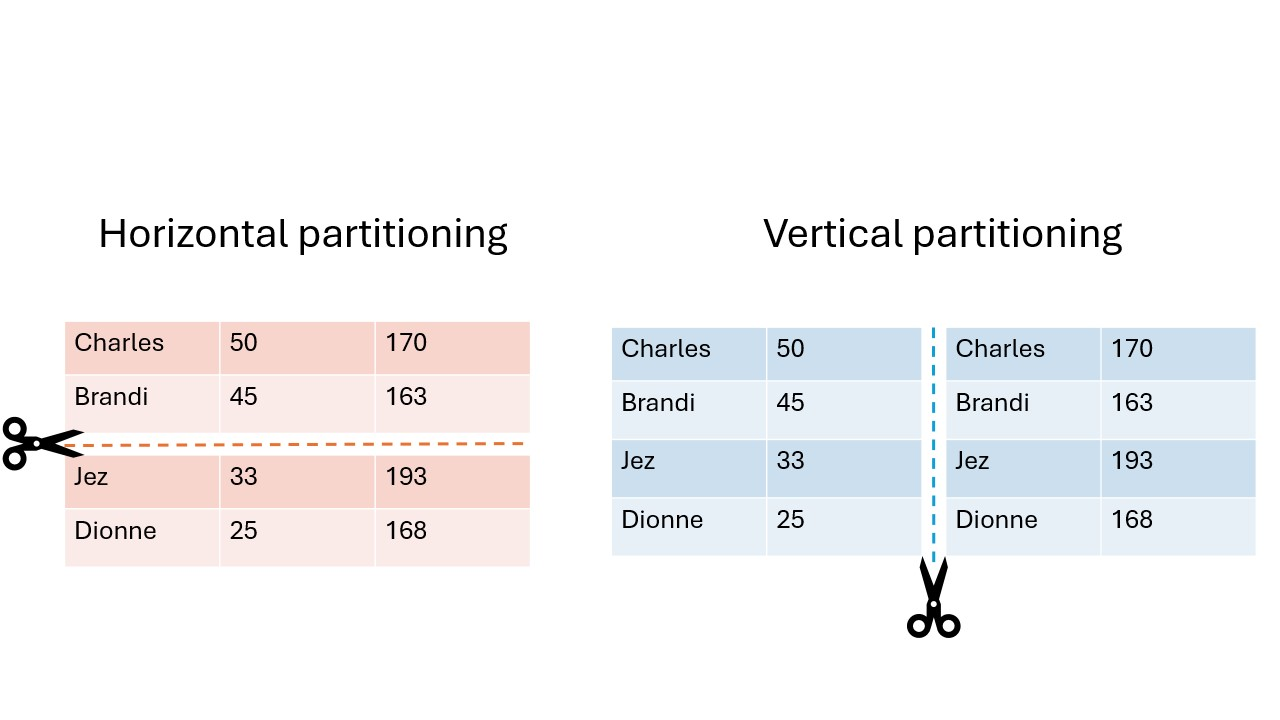 Horizontal partitioning
Charles 50 170
Brandi 45 163
Jez 33 193
Dionne 25 168
Vertical partitioning
Charles 50 Charles 170
Brandi 45 Brandi 163
Jez 33 Jez 193
Dionne 25 Dionne 168